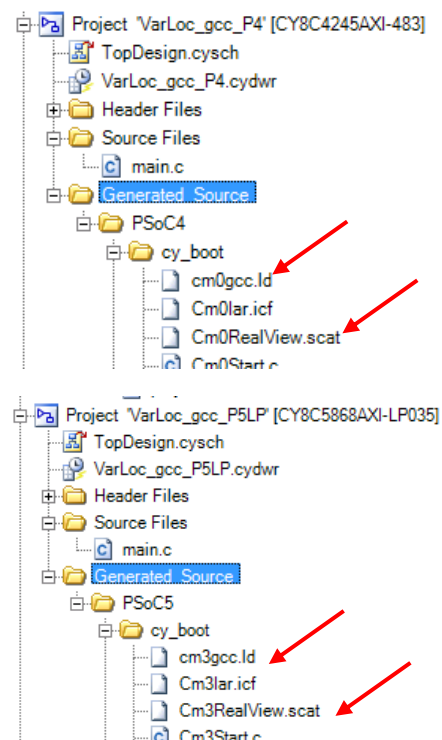 Project 'VarLoc_gcc_P4' [CY8C4245AXI-483]
TopDesign.cysch
VarLoc_gcc_P4.cydwr
Header Files
Source Files
main.c
Generated_Source
PSoC4
cy_boot
cm0gcc.ld
Cm0Iar.icf
Cm0RealView.scat
Cm0Start.c
Project 'VarLoc_gcc_P5LP' [CY8C5868AXI-LP035]
TopDesign.cysch
VarLoc_gcc_P5LP.cydwr
Header Files
Source Files
main.c
Generated_Source
PSoC5
cy_boot
cm3gcc.ld
Cm3Iar.icf
Cm3RealView.scat
Cm3Start.c